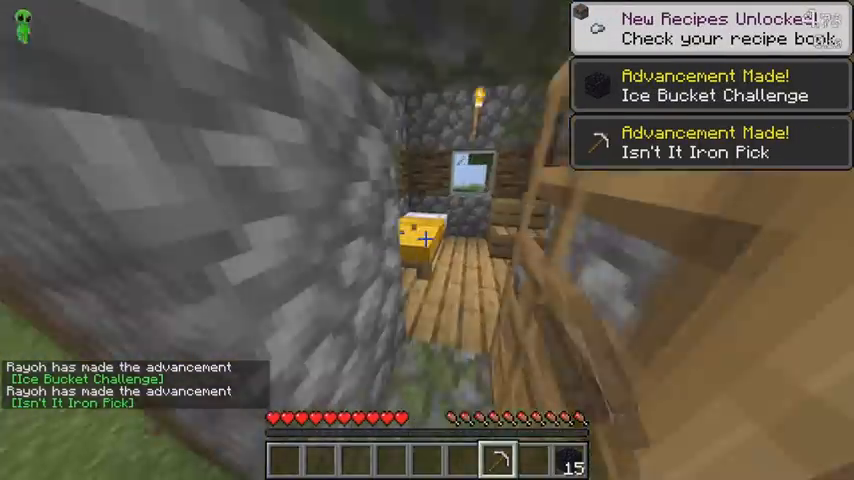 New Recipes Unlocked!
Check your recipe book
Advancement Made!
Ice Bucket Challenge
Advancement Made!
Isn't It Iron Pick
Rayoh has made the advancement
[Ice Bucket Challenge]
Rayoh has made the advancement
[Isn't It Iron Pick]
15